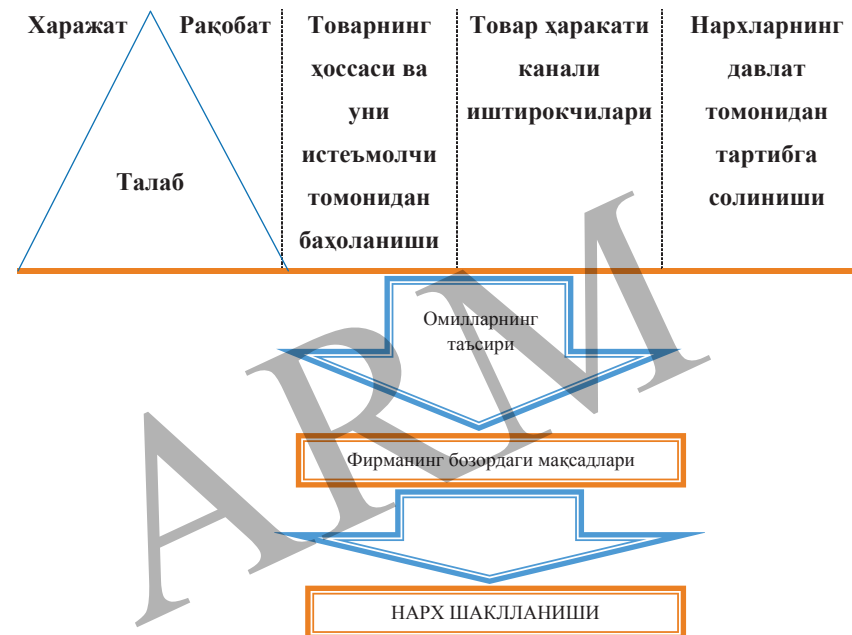 Харажат
Рақобат
Талаб
Товарнинг
ҳоссаси ва
уни
истеъмолчи
томонидан
баҳоланиши
Товар ҳаракати
канали
иштирокчилари
Нархларнинг
давлат
томонидан
тартибга
солиниши
Омилларнинг
таъсири
Фирманинг бозордаги мақсадлари
НАРХ ШАКЛЛАНИШИ
ARM